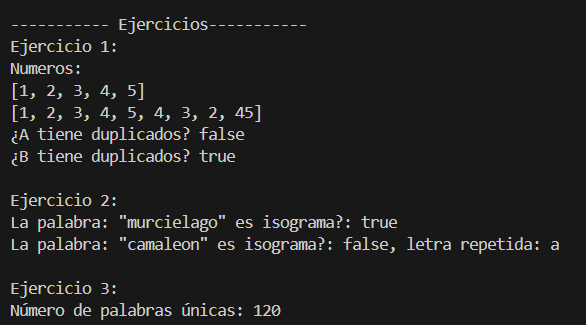 ----------- Ejercicios-----------
Ejercicio 1:
Numeros:
[1, 2, 3, 4, 5]
[1, 2, 3, 4, 5, 4, 3, 2, 45]
¿A tiene duplicados? false
¿B tiene duplicados? true
Ejercicio 2:
La palabra: "murcielago" es isograma?: true
La palabra: "camaleon" es isograma?: false, letra repetida: a
Ejercicio 3:
Número de palabras únicas: 120